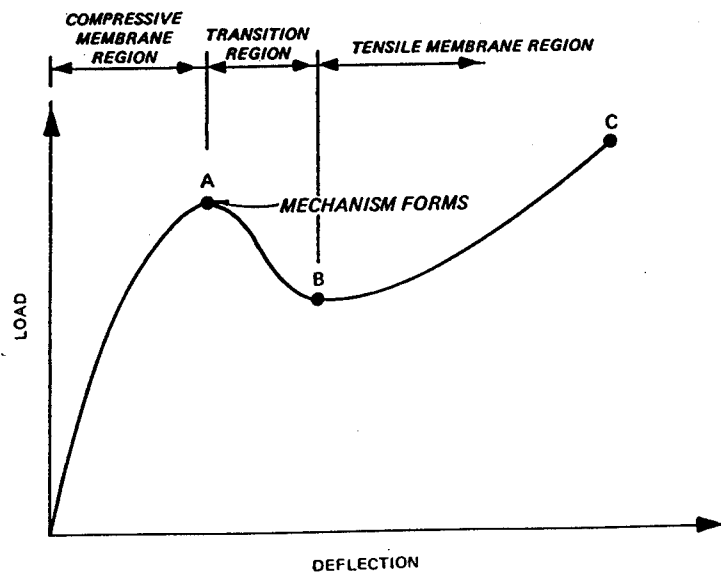 COMPRESSIVE
MEMBRANE
REGION
TRANSITION
REGION
TENSILE MEMBRANE REGION
A
MECHANISM FORMS
B
C
LOAD
DEFLECTION